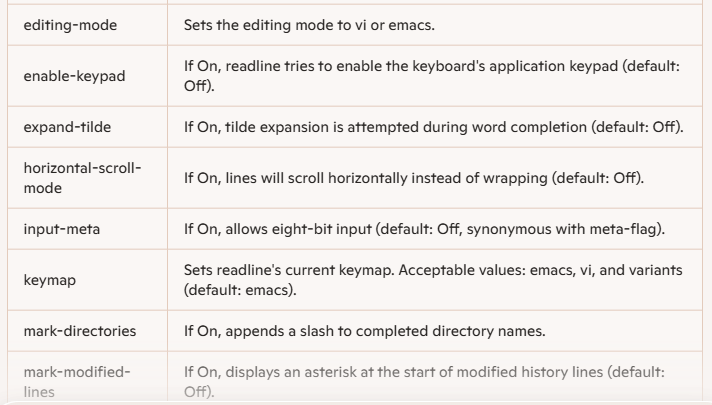 editing-mode
Sets the editing mode to vi or emacs.
enable-keypad
If On, readline tries to enable the keyboard's application keypad (default:
Off).
expand-tilde
If On, tilde expansion is attempted during word completion (default: Off).
horizontal-scroll-
mode
If On, lines will scroll horizontally instead of wrapping (default: Off).
input-meta
If On, allows eight-bit input (default: Off, synonymous with meta-flag).
keymap
Sets readline's current keymap. Acceptable values: emacs, vi, and variants
(default: emacs).
mark-directories
If On, appends a slash to completed directory names.
mark-modified-
lines
If On, displays an asterisk at the start of modified history lines (default:
Off).